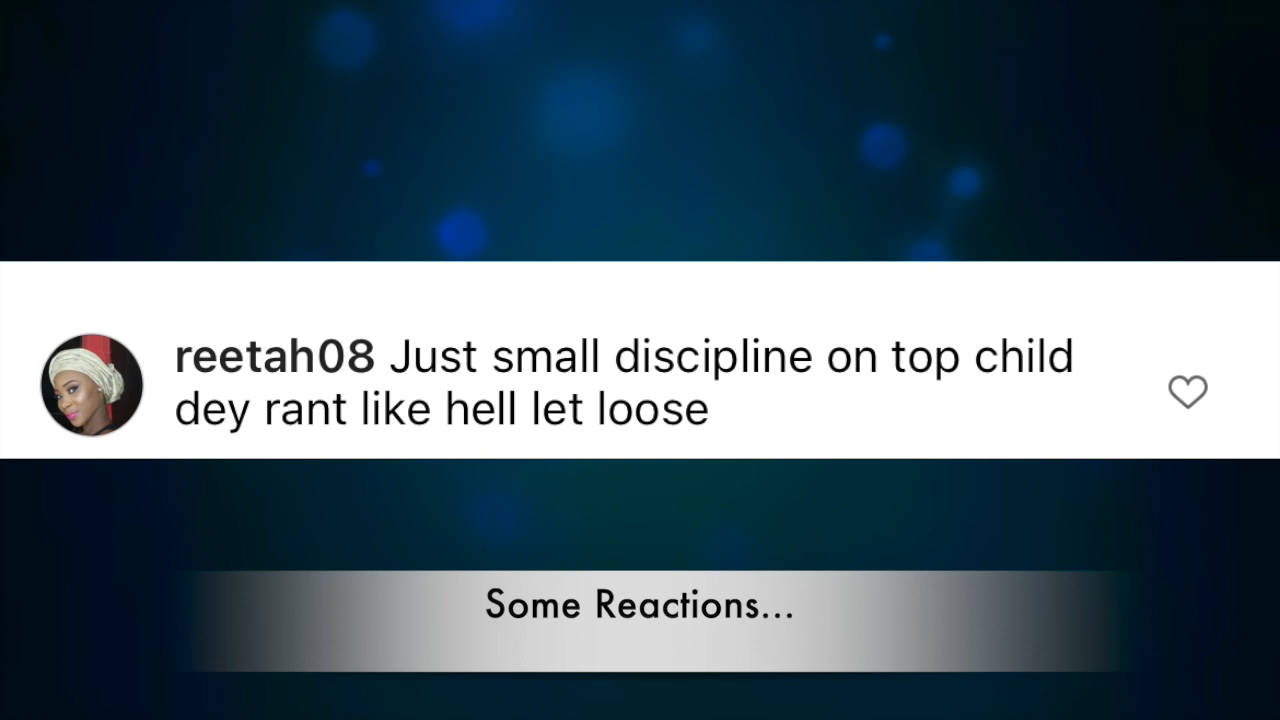 reetah08 Just small discipline on top child
dey rant like hell let loose
Some Reactions...